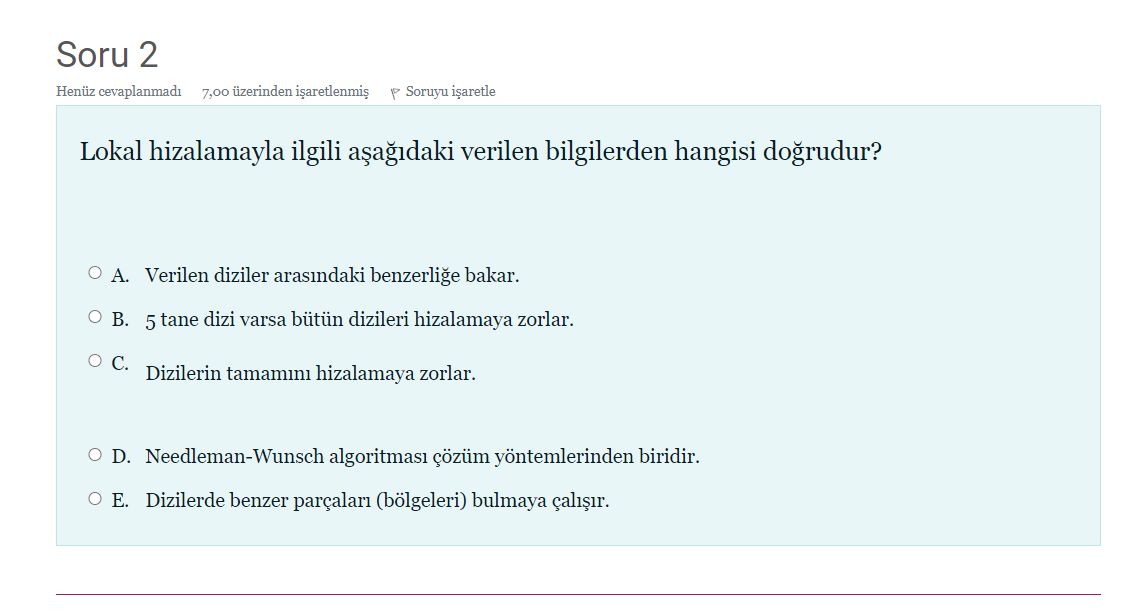 Soru 2
Henüz cevaplanmadı 7,00 üzerinden işaretlenmiş Soruyu işaretle
Lokal hizalamayla ilgili aşağıdaki verilen bilgilerden hangisi doğrudur?
A. Verilen diziler arasındaki benzerliğe bakar.
B. 5 tane dizi varsa bütün dizileri hizalamaya zorlar.
C. Dizilerin tamamını hizalamaya zorlar.
D. Needleman-Wunsch algoritması çözüm yöntemlerinden biridir.
E. Dizilerde benzer parçaları (bölgeleri) bulmaya çalışır.